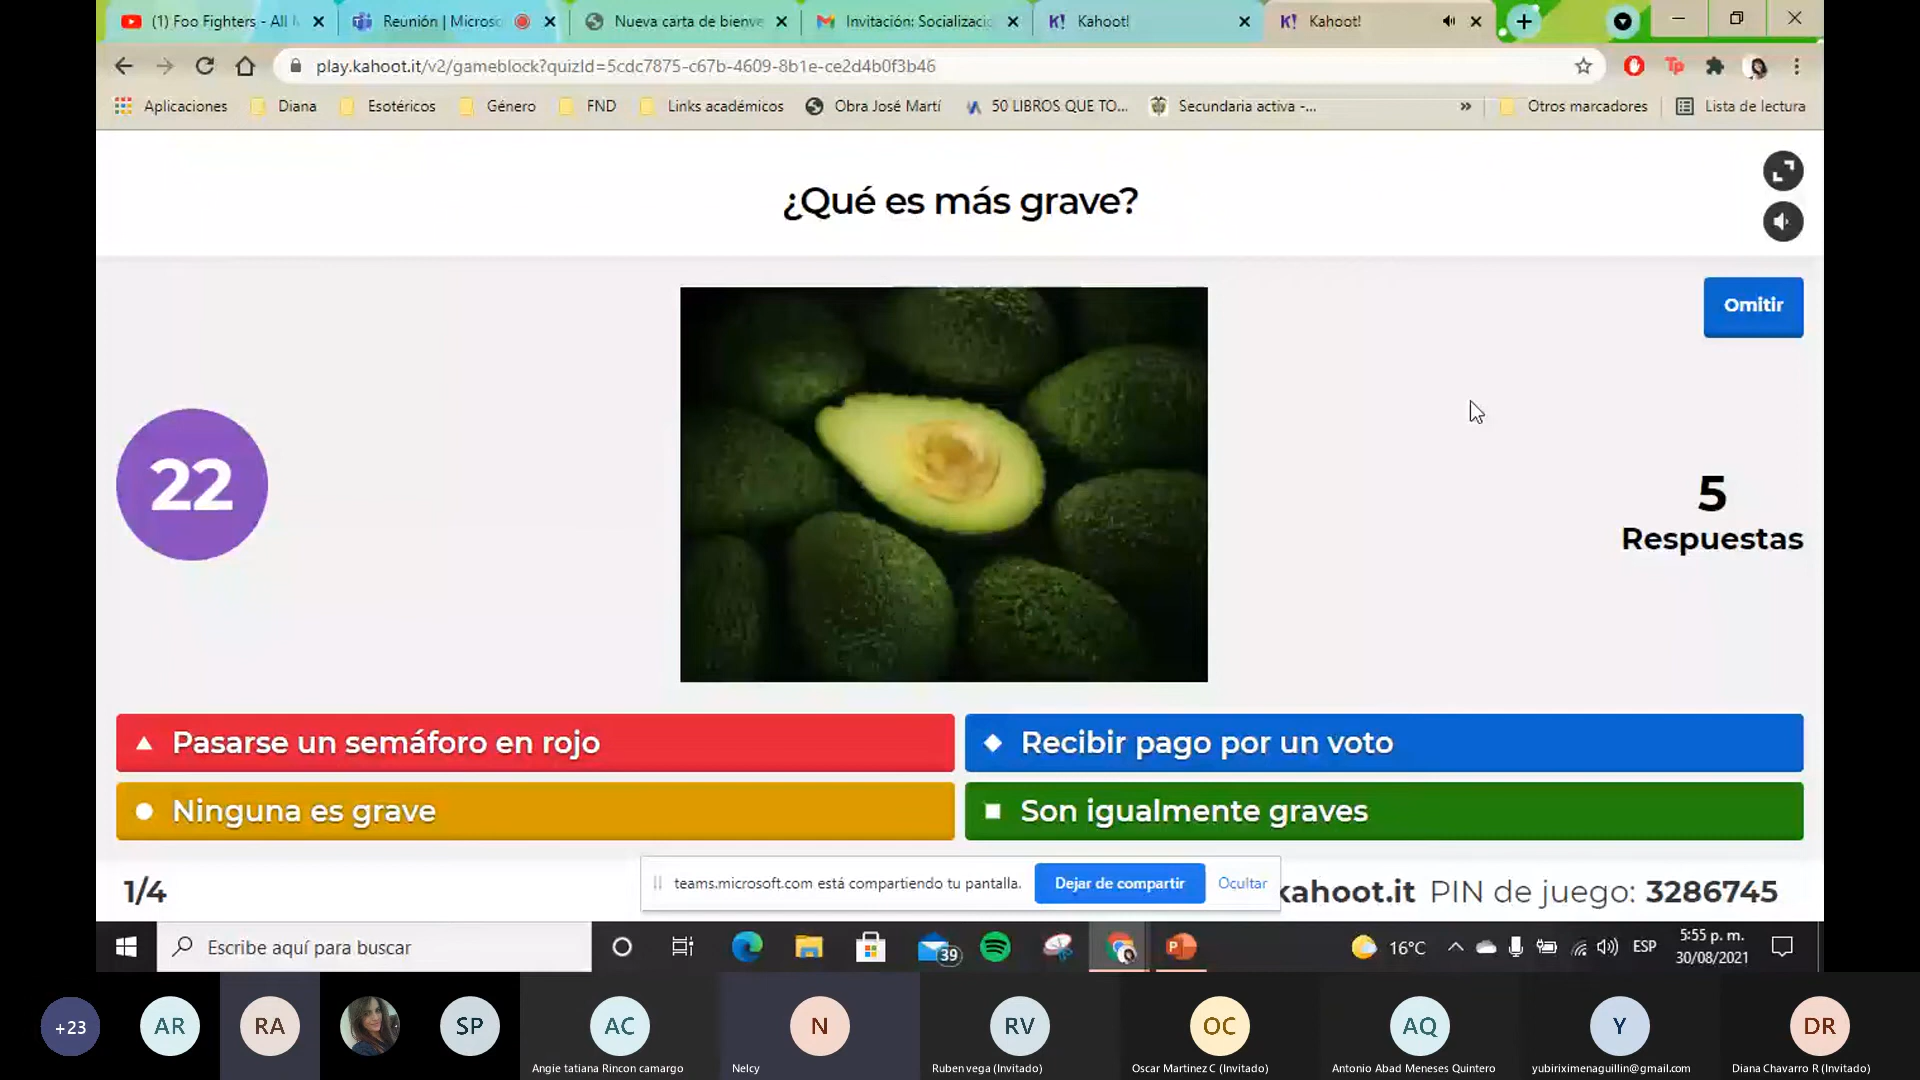 (1) Foo Fighters - All
Reunión | Micros
Nueva carta de bienve
Invitación: Socializaci
K! Kahoot!
K! Kahoot!
play.kahoot.it/v2/gameblock?quizId=5cdc7875-c67b-4609-8b1e-ce2d4b0f3b46
Tp
Aplicaciones
Diana
Esotéricos
Género
FND
Links académicos
Obra José Martí
50 LIBROS QUE TO...
Secundaria activa -...
»
Otros marcadores
Lista de lectura
¿Qué es más grave?
Omitir
22
5
Respuestas
Pasarse un semáforo en rojo
Recibir pago por un voto
Ninguna es grave
Son igualmente graves
1/4
teams.microsoft.com está compartiendo tu pantalla.
Dejar de compartir
Ocultar
kahoot.it PIN de juego: 3286745
Escribe aquí para buscar
39
16°C
ESP
5:55 p. m.
30/08/2021
+23
AR
RA
SP
AC
N
RV
OC
AQ
Y
DR
Angie tatiana Rincon camargo
Nelcy
Ruben vega (Invitado)
Oscar Martinez C (Invitado)
Antonio Abad Meneses Quintero
yubiriximenaguillin@gmail.com
Diana Chavarro R (Invitado)